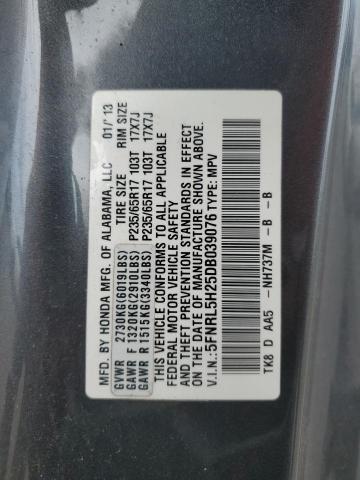 MFD. BY HONDA MFG. OF ALABAMA, LLC 01/'13
TIRE SIZE RIM SIZE
GVWR 2730KG(6019LBS)
GAWR F 1320KG(2910LBS) P235/65R17 103T 17X7J
GAWR R 1515KG(3340LBS) P235/65R17 103T 17X7J
THIS VEHICLE CONFORMS TO ALL APPLICABLE
FEDERAL MOTOR VEHICLE SAFETY
AND THEFT PREVENTION STANDARDS IN EFFECT
ON THE DATE OF MANUFACTURE SHOWN ABOVE.
V.I.N.: 5FNRL5H25DB039076 TYPE: MPV
TK8 D AA5 -NH737M - B - B